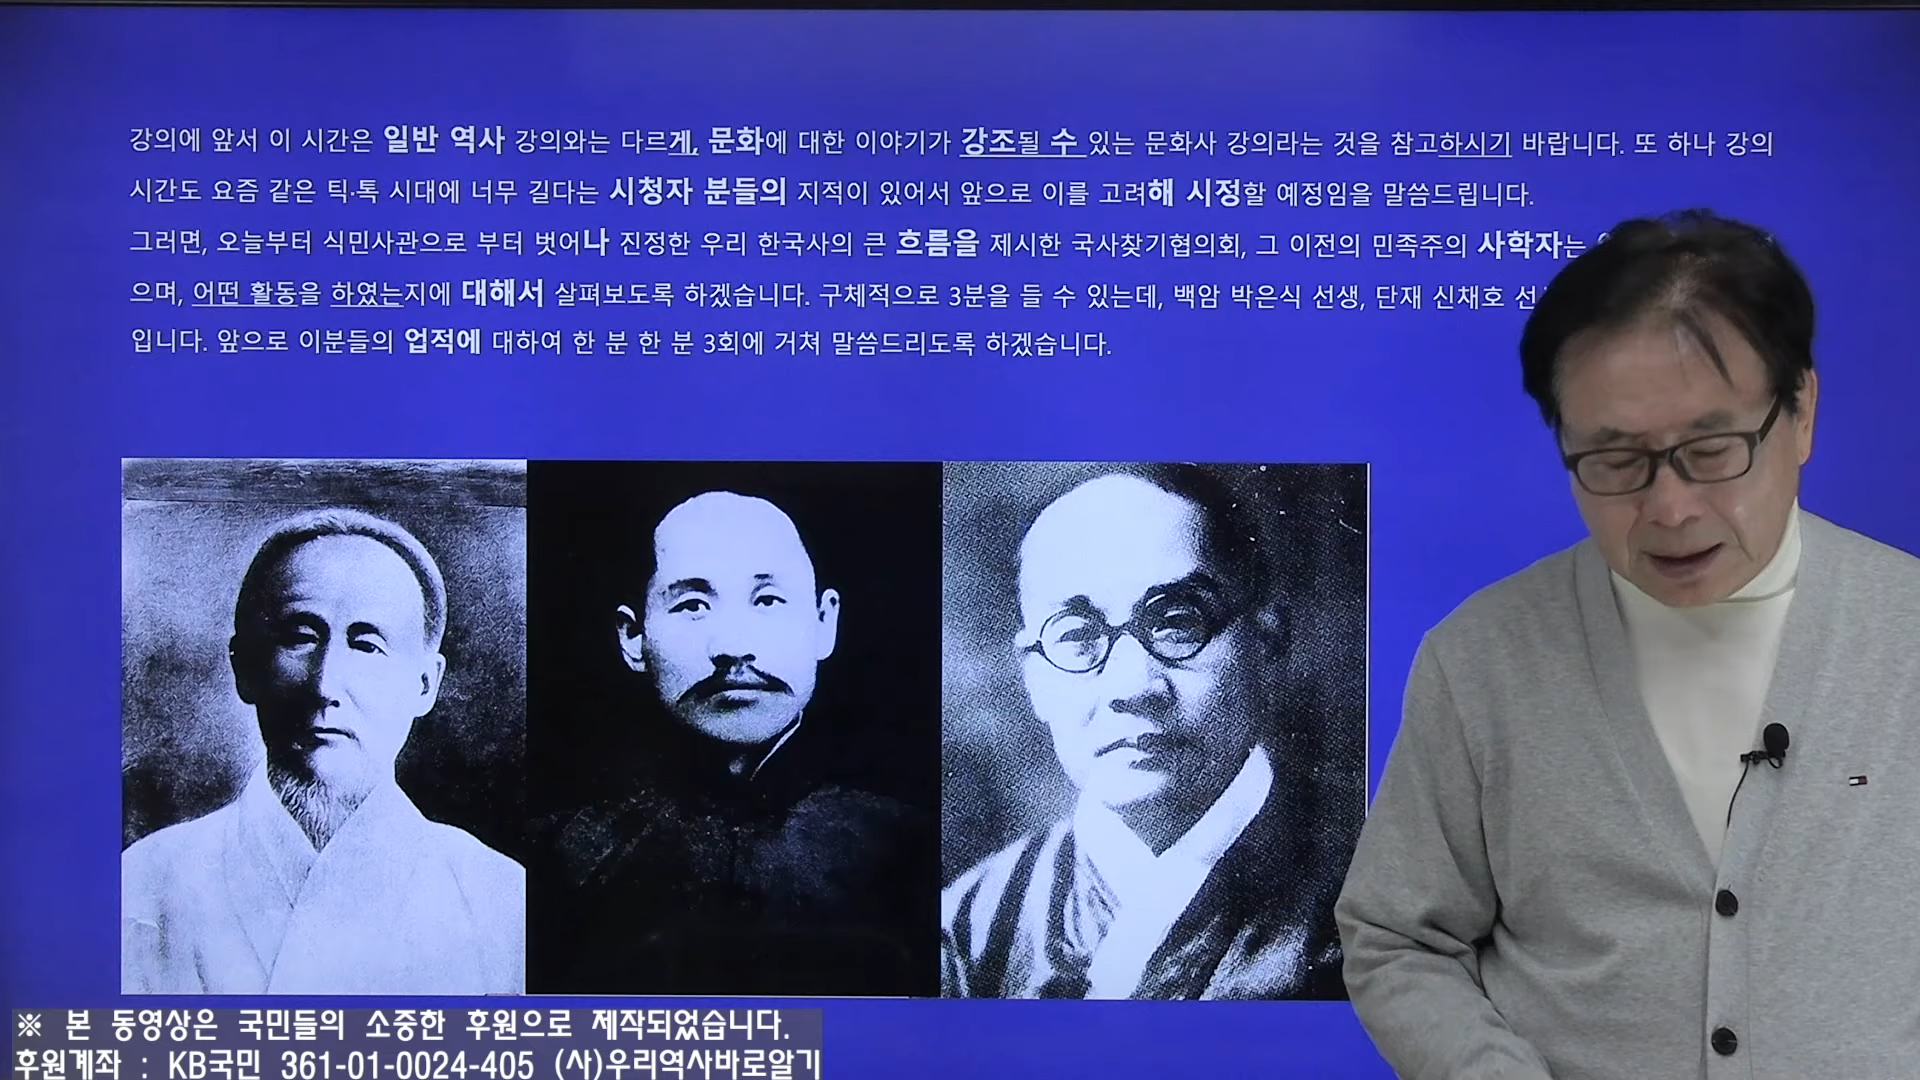 강의에 앞서 이 시간은 일반 역사 강의와는 다르게, 문화에 대한 이야기가 강조될 수 있는 문화사 강의라는 것을 참고하시기 바랍니다. 또 하나 강의
시간도 요즘 같은 틱·톡 시대에 너무 길다는 시청자 분들의 지적이 있어서 앞으로 이를 고려해 시정할 예정임을 말씀드립니다.
그러면, 오늘부터 식민사관으로 부터 벗어나 진정한 우리 한국사의 큰 흐름을 제시한 국사찾기협의회, 그 이전의 민족주의 사학자는
으며, 어떤 활동을 하였는지에 대해서 살펴보도록 하겠습니다. 구체적으로 3분을 들 수 있는데, 백암 박은식 선생, 단재 신채호
입니다. 앞으로 이분들의 업적에 대하여 한 분 한 분 3회에 거쳐 말씀드리도록 하겠습니다.
※ 본 동영상은 국민들의 소중한 후원으로 제작되었습니다.
후원계좌 : KB국민 361-01-0024-405 (사)우리역사바로알기